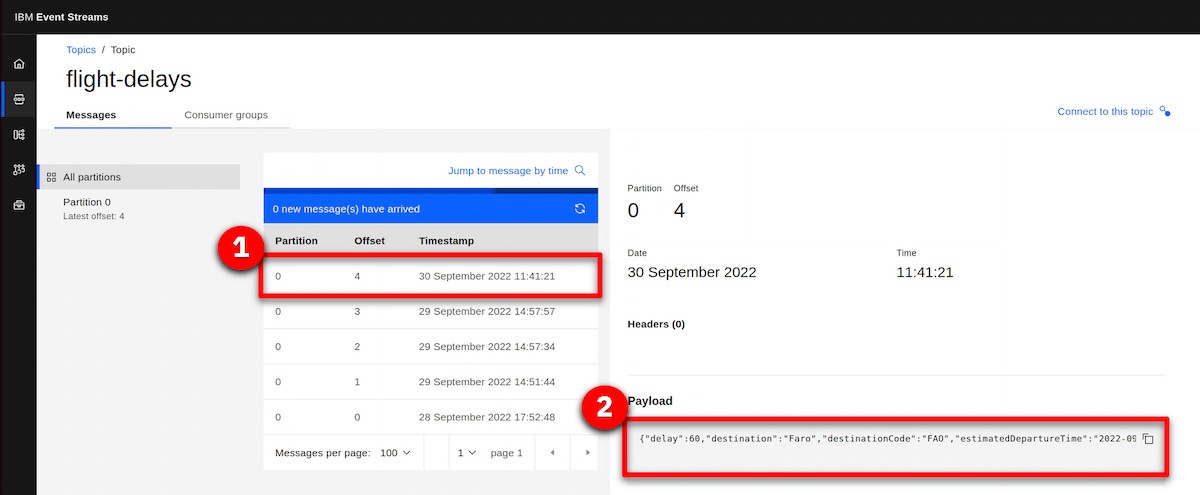 IBM Event Streams
Topics / Topic
flight-delays
Messages Consumer groups
Connect to this topic
All partitions
Partition 0
Latest offset: 4
Jump to message by time
0 new message(s) have arrived
Partition Offset Timestamp
1
0 4 30 September 2022 11:41:21
0 3 29 September 2022 14:57:57
0 2 29 September 2022 14:57:34
0 1 29 September 2022 14:51:44
0 0 28 September 2022 17:52:48
Messages per page: 100 1 page 1
Partition Offset
0 4
Date Time
30 September 2022 11:41:21
Headers (0)
2
Payload
{"delay":60,"destination":"Faro","destinationCode":"FAO","estimatedDepartureTime":"2022-09